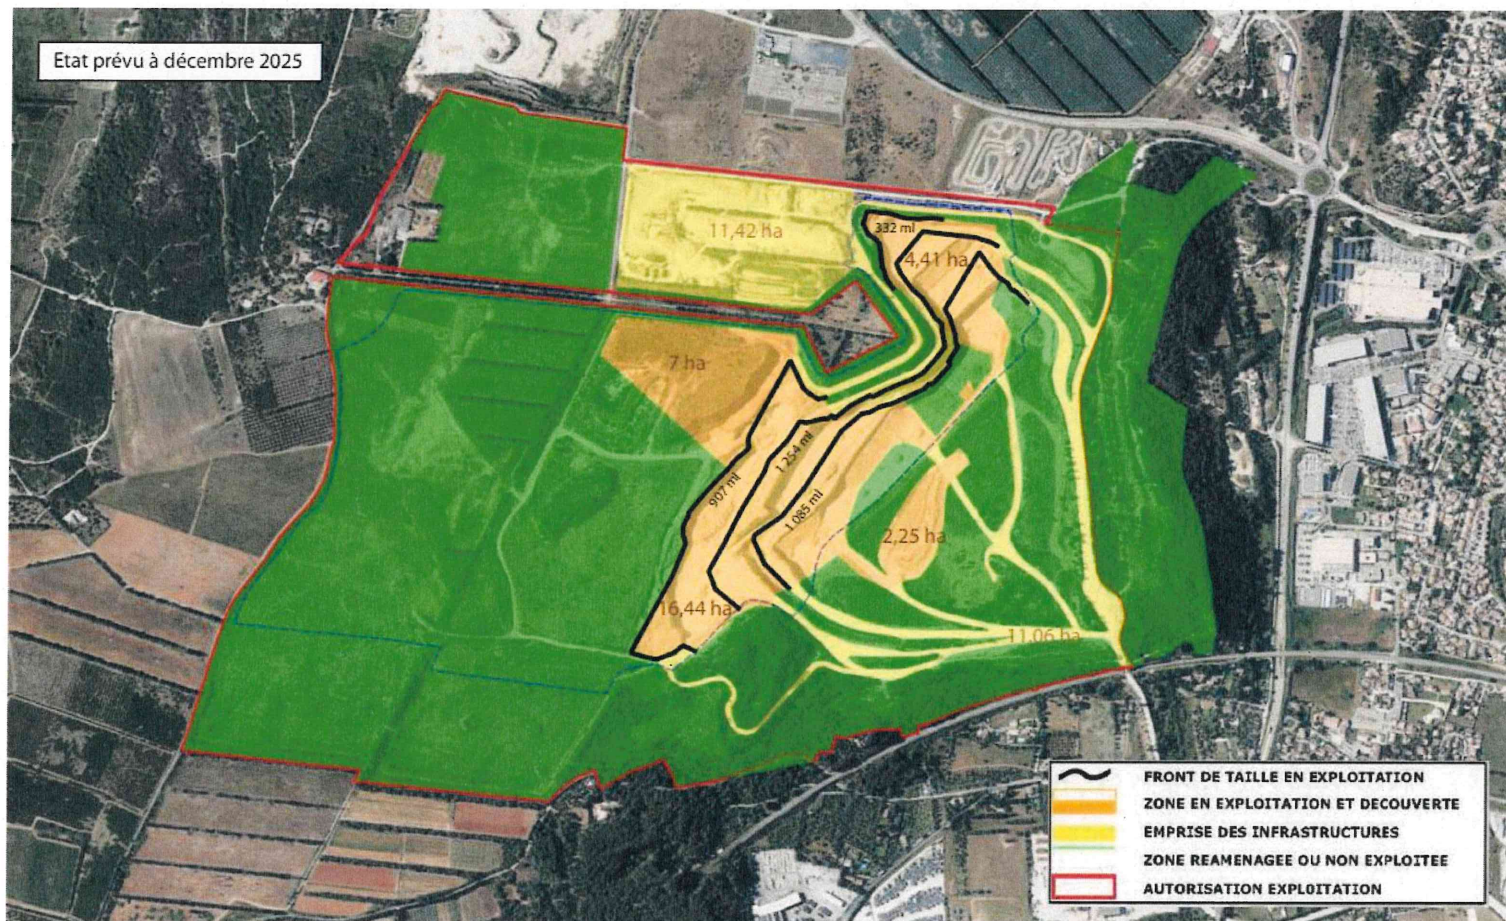 Etat prévu à décembre 2025
11,42 ha
332 ml
4,41 ha
7 ha
1 254 ml
907 ml
1 085 ml
2,25 ha
16,44 ha
11,06 ha
FRONT DE TAILLE EN EXPLOITATION
ZONE EN EXPLOITATION ET DECOUVERTE
EMPRISE DES INFRASTRUCTURES
ZONE REAMENAGEE OU NON EXPLOITEE
AUTORISATION EXPLOITATION